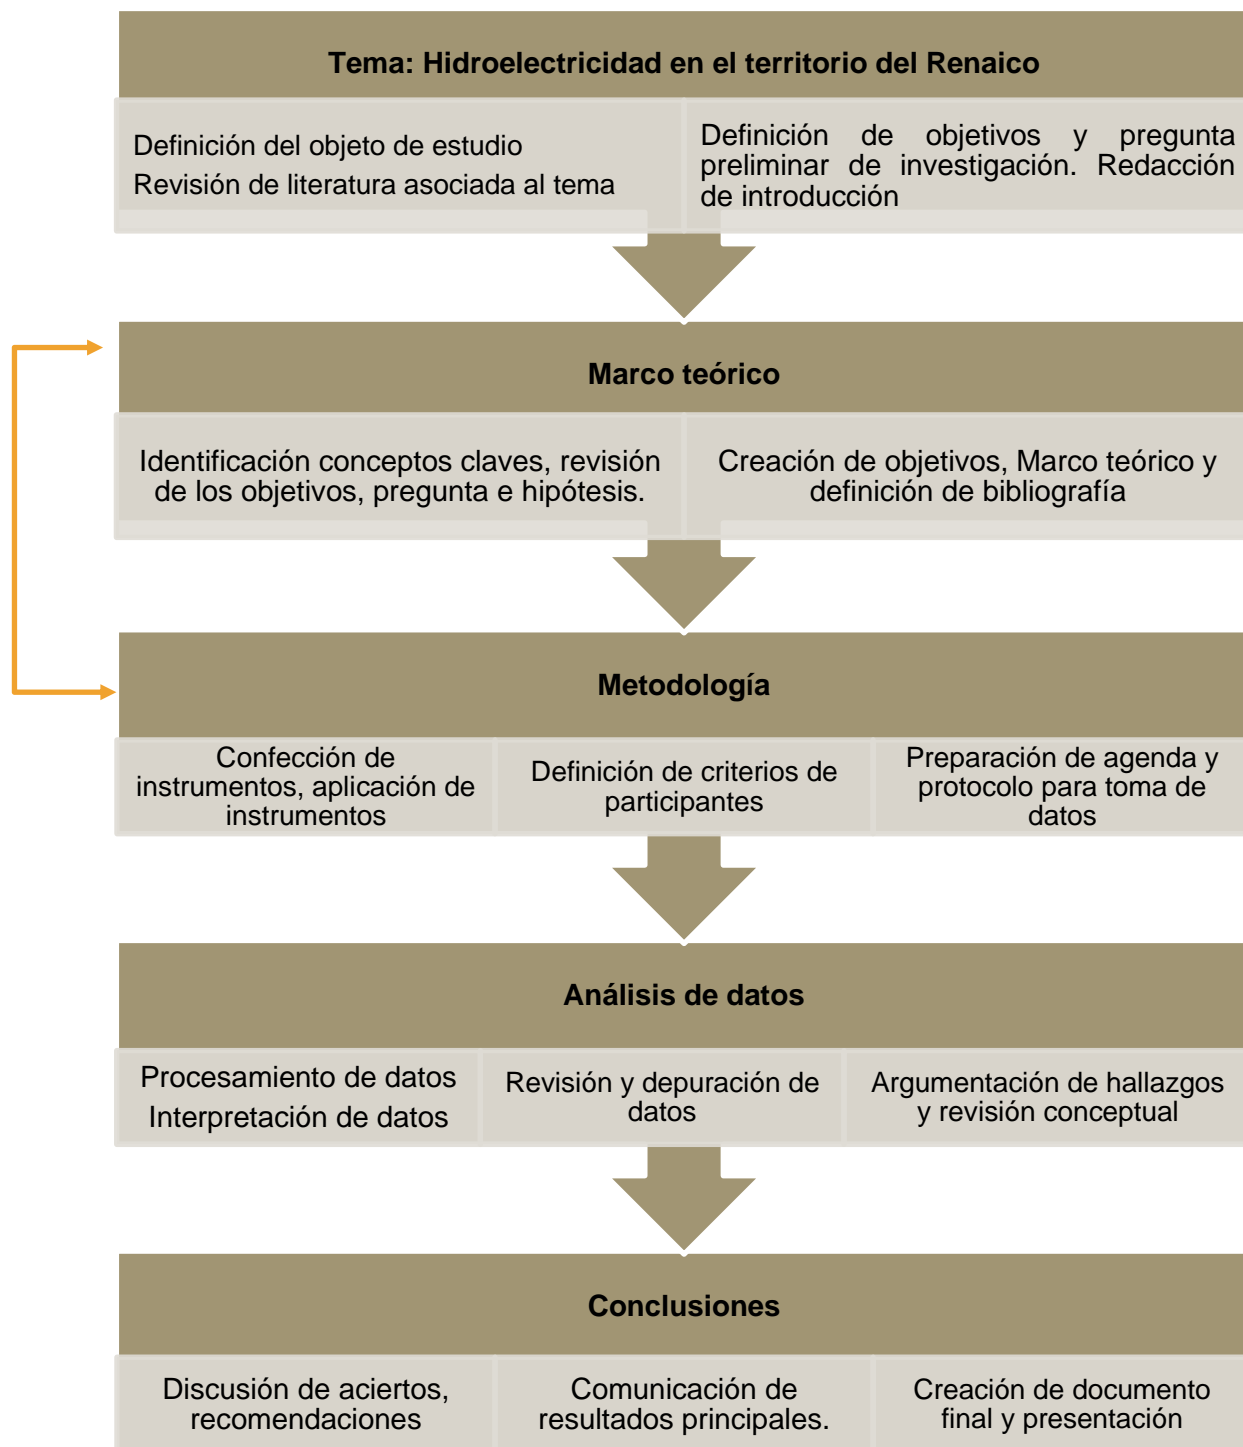 Tema: Hidroelectricidad en el territorio del Renaico
Definición del objeto de estudio
Revisión de literatura asociada al tema
Definición de objetivos y pregunta
preliminar de investigación. Redacción
de introducción
Marco teórico
Identificación conceptos claves, revisión
de los objetivos, pregunta e hipótesis.
Creación de objetivos, Marco teórico y
definición de bibliografía
Metodología
Confección de
instrumentos, aplicación de
instrumentos
Definición de criterios de
participantes
Preparación de agenda y
protocolo para toma de
datos
Análisis de datos
Procesamiento de datos
Interpretación de datos
Revisión y depuración de
datos
Argumentación de hallazgos
y revisión conceptual
Conclusiones
Discusión de aciertos,
recomendaciones
Comunicación de
resultados principales.
Creación de documento
final y presentación